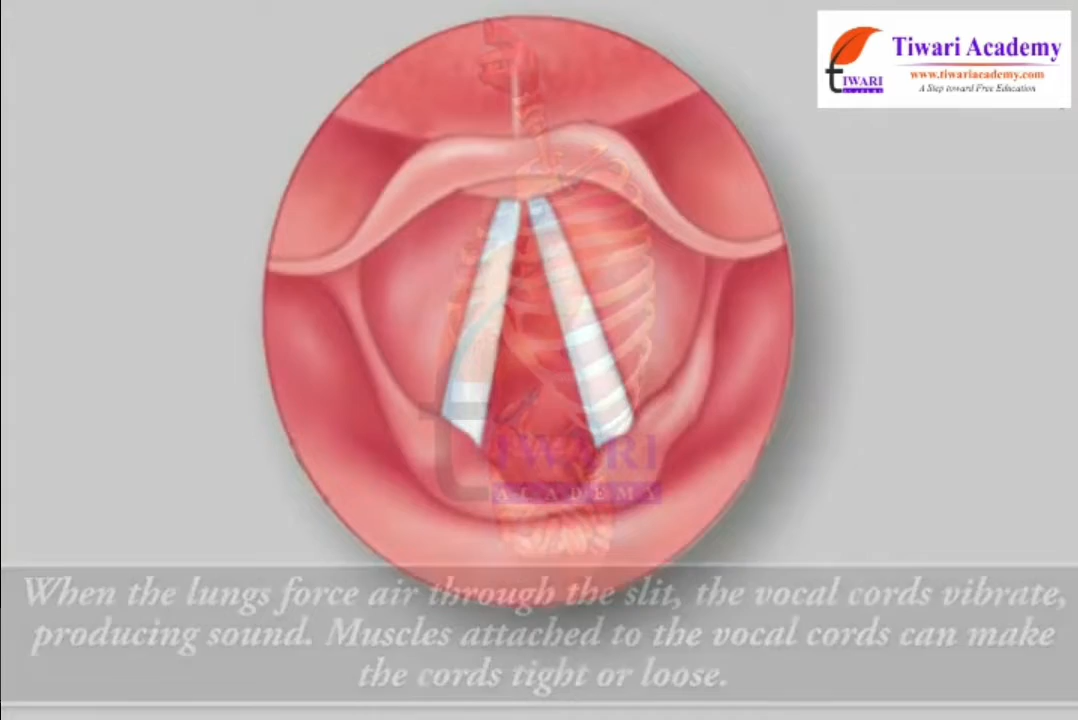 Tiwari Academy
www.tiwariacademy.com
A Step toward Free Education
tIWARI
ACADEMY
tIWARI
ACADEMY
When the lungs force air through the slit, the vocal cords vibrate,
producing sound. Muscles attached to the vocal cords can make
the cords tight or loose.